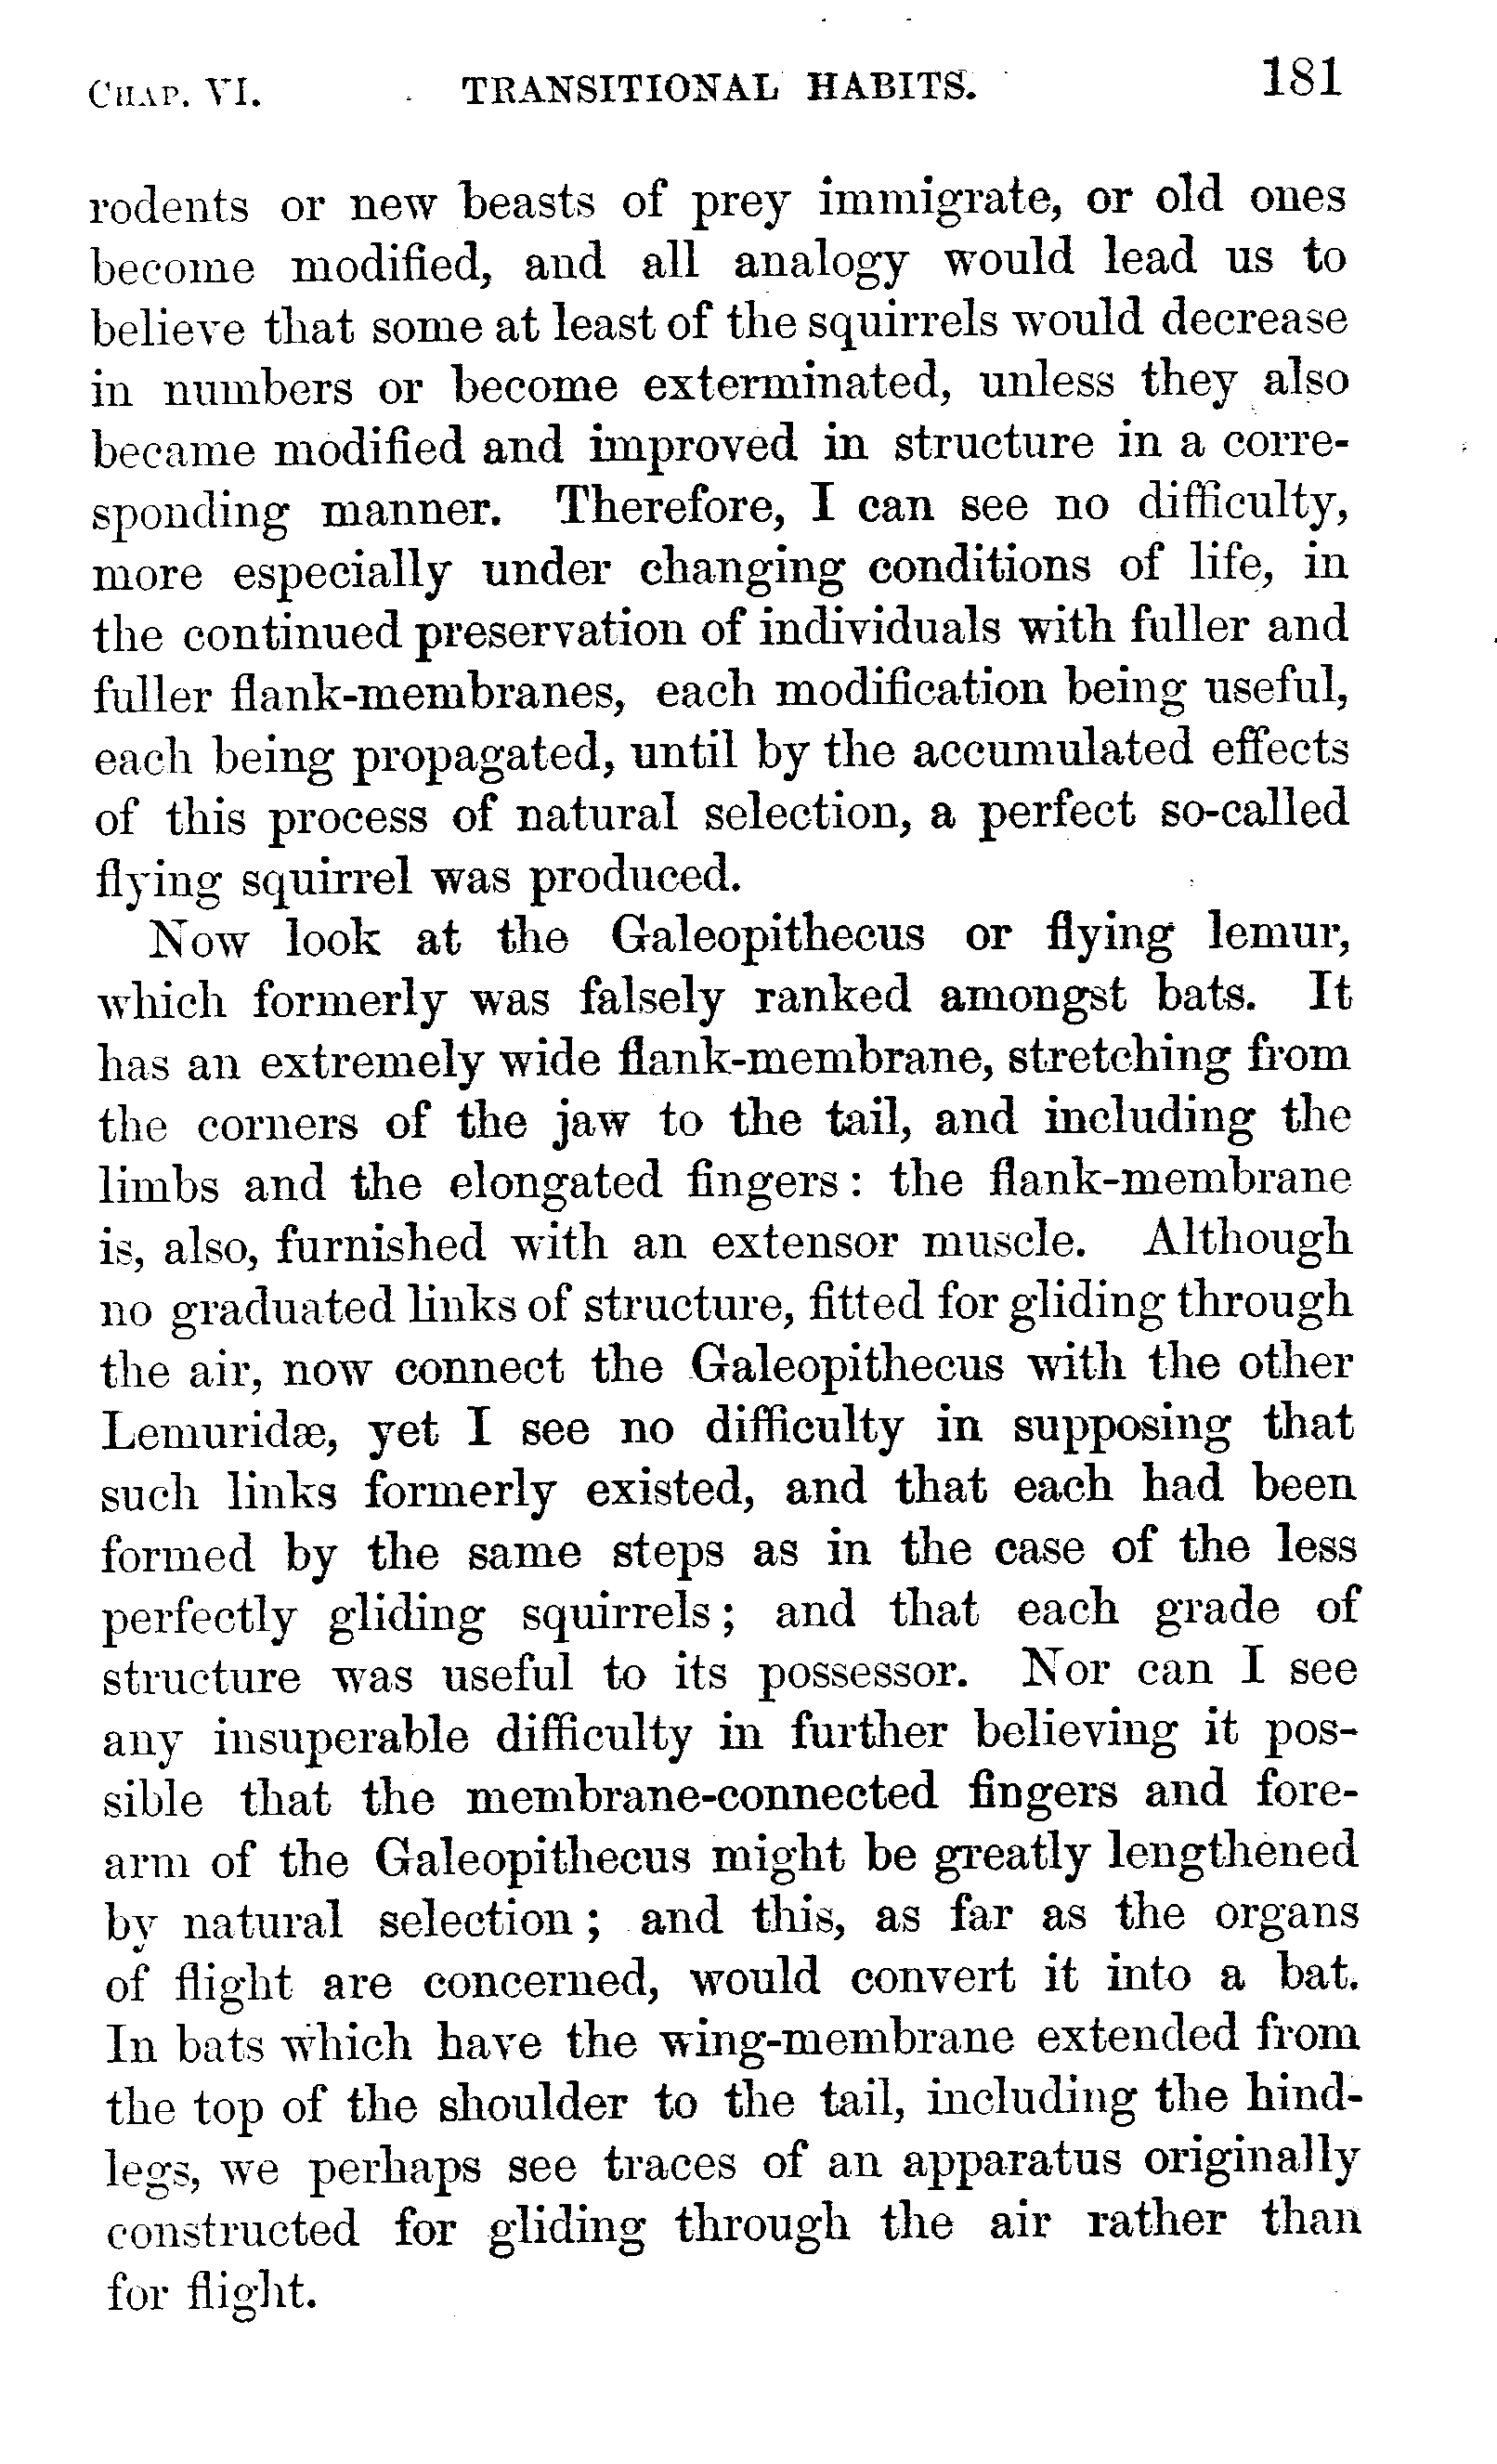 CHAP. VI. TRANSITIONAL HABITS. 181
rodents or new beasts of prey immigrate, or old ones
become modified, and all analogy would lead us to
believe that some at least of the squirrels would decrease
in numbers or become exterminated, unless they also
became modified and improved in structure in a corre-
sponding manner. Therefore, I can see no difficulty,
more especially under changing conditions of life, in
the continued preservation of individuals with fuller and
fuller flank-membranes, each modification being useful,
each being propagated, until by the accumulated effects
of this process of natural selection, a perfect so-called
flying squirrel was produced.
Now look at the Galeopithecus or flying lemur,
which formerly was falsely ranked amongst bats. It
has an extremely wide flank-membrane, stretching from
the corners of the jaw to the tail, and including the
limbs and the elongated fingers: the flank-membrane
is, also, furnished with an extensor muscle. Although
no graduated links of structure, fitted for gliding through
the air, now connect the Galeopithecus with the other
Lemuridæ, yet I see no difficulty in supposing that
such links formerly existed, and that each had been
formed by the same steps as in the case of the less
perfectly gliding squirrels; and that each grade of
structure was useful to its possessor. Nor can I see
any insuperable difficulty in further believing it pos-
sible that the membrane-connected fingers and fore-
arm of the Galeopithecus might be greatly lengthened
by natural selection; and this, as far as the organs
of flight are concerned, would convert it into a bat.
In bats which have the wing-membrane extended from
the top of the shoulder to the tail, including the hind-
legs, we perhaps see traces of an apparatus originally
constructed for gliding through the air rather than
for flight.